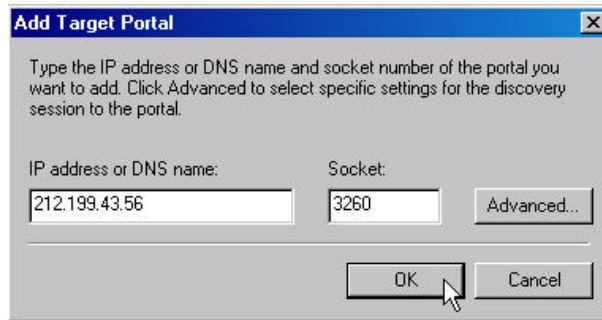 Add Target Portal
Type the IP address or DNS name and socket number of the portal you
want to add. Click Advanced to select specific settings for the discovery
session to the portal.
IP address or DNS name:
Socket:
212.199.43.56
3260
Advanced...
OK
Cancel